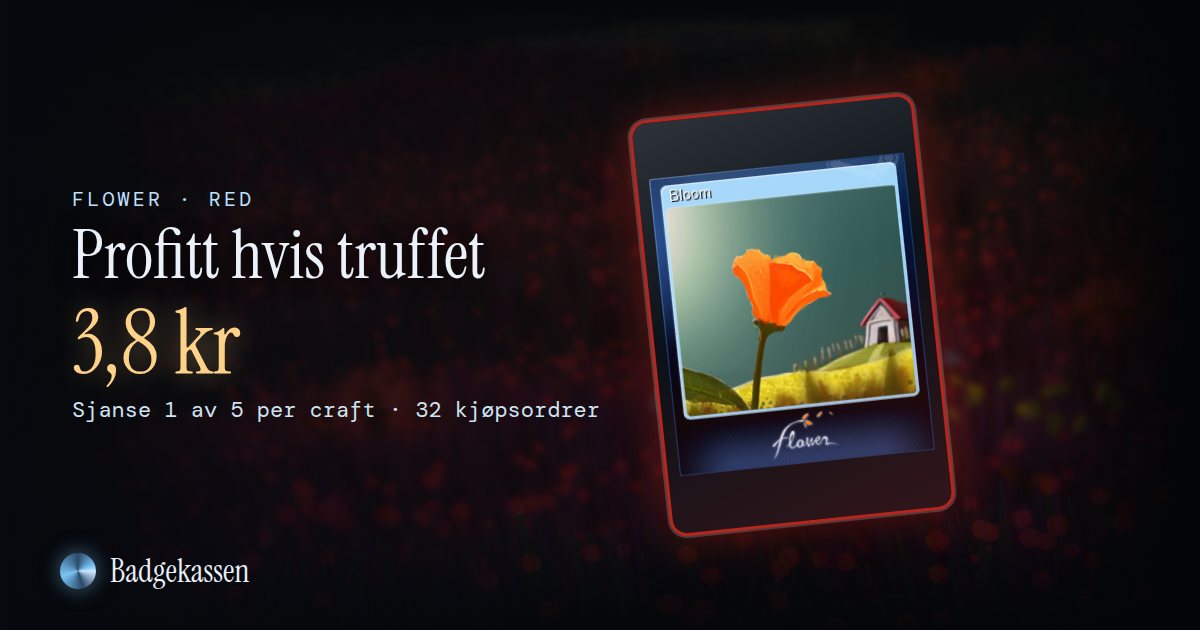 FLOWER · RED
Profitt hvis truffet
3,8 kr
Sjanse 1 av 5 per craft · 32 kjøpsordrer
Bloom
flower
Badgekassen